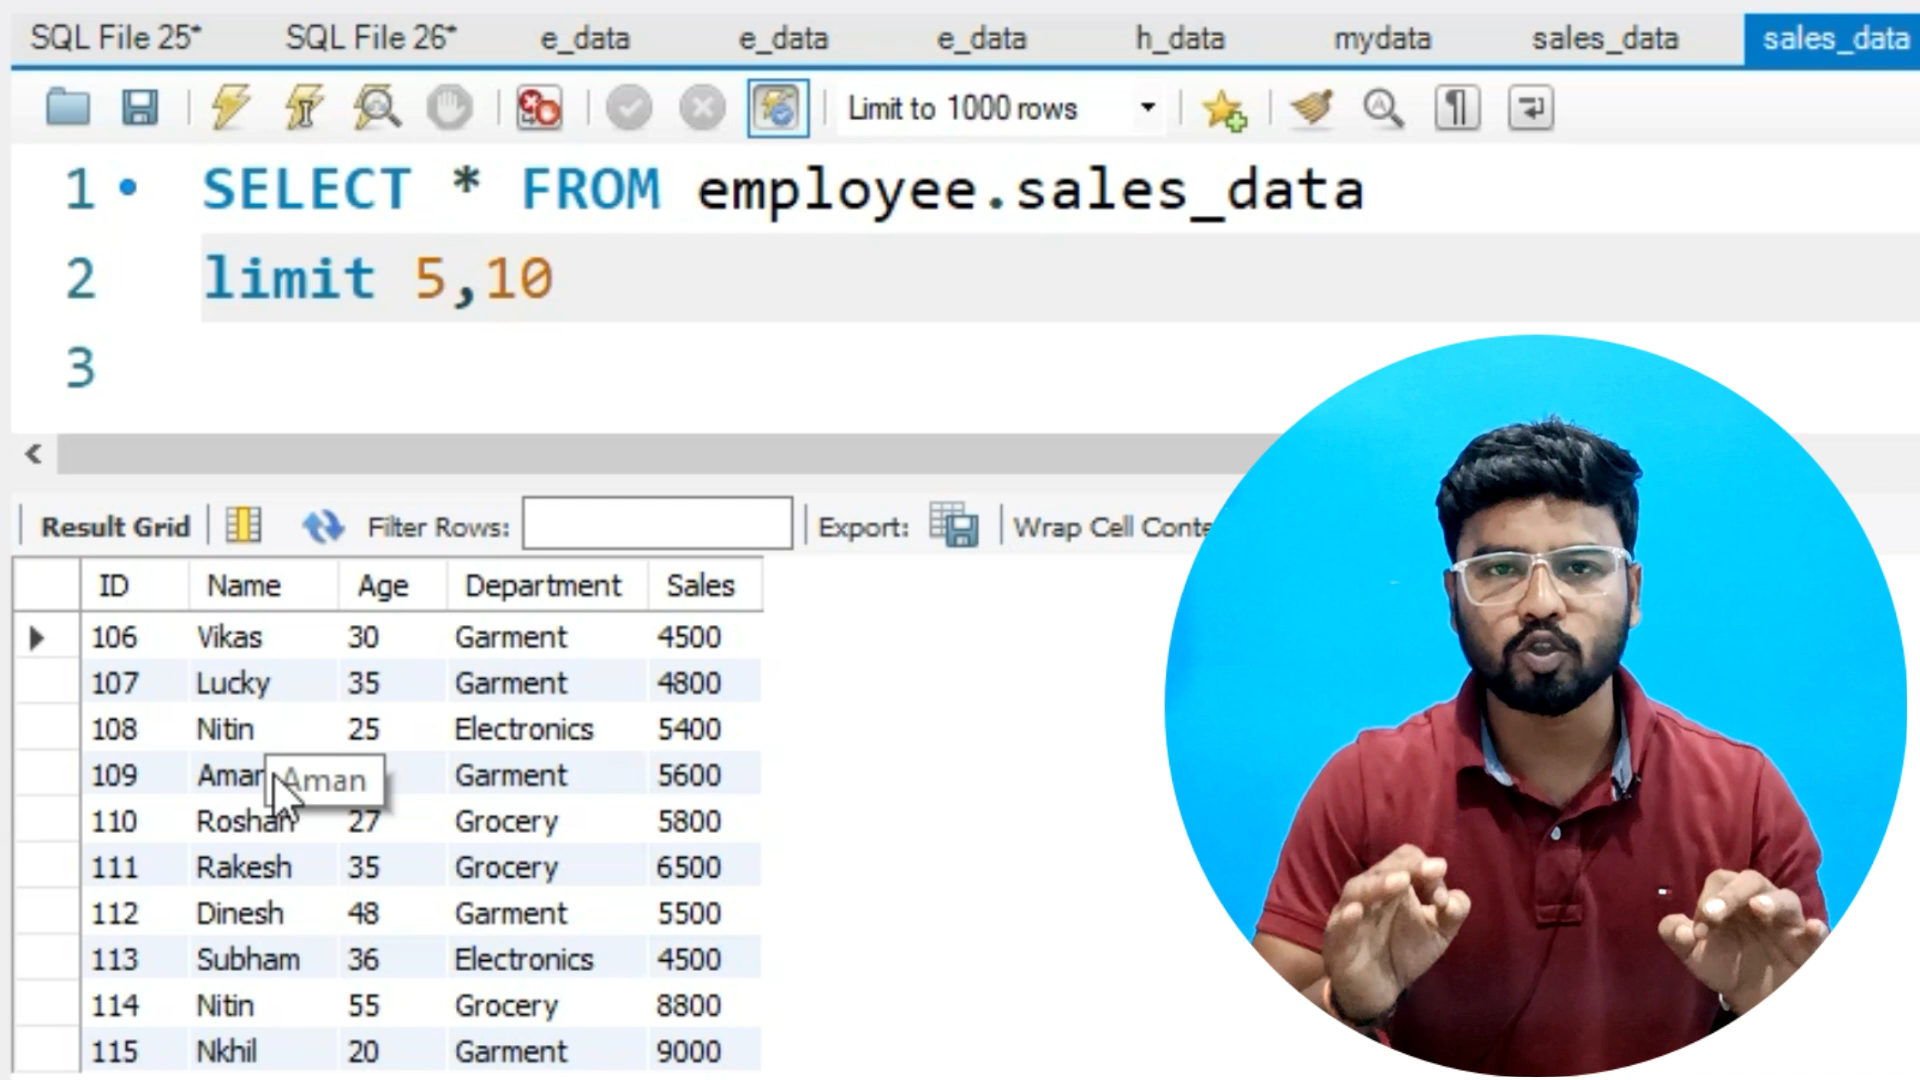 SQL File 25* SQL File 26* e_data e_data e_data h_data mydata sales_data sales_data
Limit to 1000 rows
1 SELECT * FROM employee.sales_data
2 limit 5,10
3
Result Grid Filter Rows: Export: Wrap Cell Conte
ID Name Age Department Sales
106 Vikas 30 Garment 4500
107 Lucky 35 Garment 4800
108 Nitin 25 Electronics 5400
109 Aman Garment 5600
Aman
110 Roshan 27 Grocery 5800
111 Rakesh 35 Grocery 6500
112 Dinesh 48 Garment 5500
113 Subham 36 Electronics 4500
114 Nitin 55 Grocery 8800
115 Nkhil 20 Garment 9000